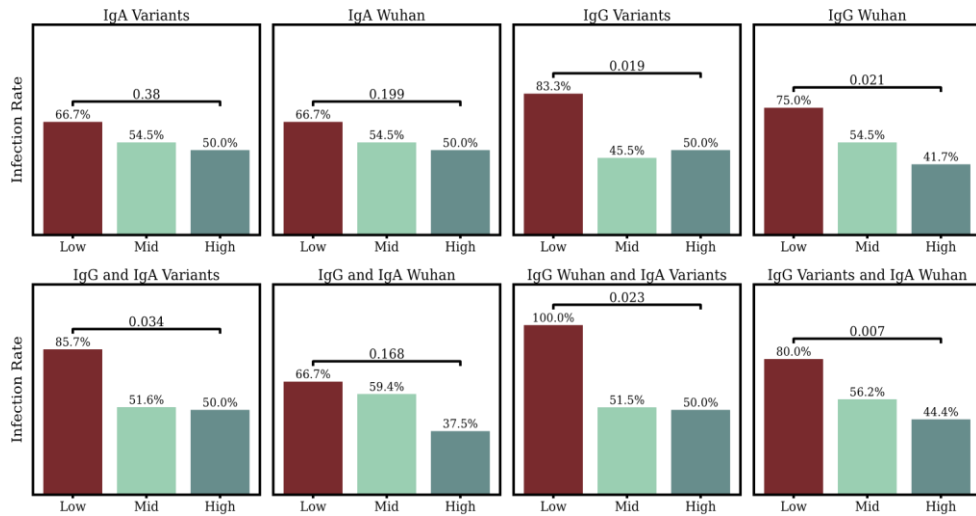 IgA Variants
IgA Wuhan
IgG Variants
IgG Wuhan
Infection Rate
0.38
66.7%
54.5%
50.0%
Low Mid High
0.199
66.7%
54.5%
50.0%
Low Mid High
0.019
83.3%
45.5%
50.0%
Low Mid High
0.021
75.0%
54.5%
41.7%
Low Mid High
IgG and IgA Variants
IgG and IgA Wuhan
IgG Wuhan and IgA Variants
IgG Variants and IgA Wuhan
Infection Rate
0.034
85.7%
51.6%
50.0%
Low Mid High
0.168
66.7%
59.4%
37.5%
Low Mid High
0.023
100.0%
51.5%
50.0%
Low Mid High
0.007
80.0%
56.2%
44.4%
Low Mid High